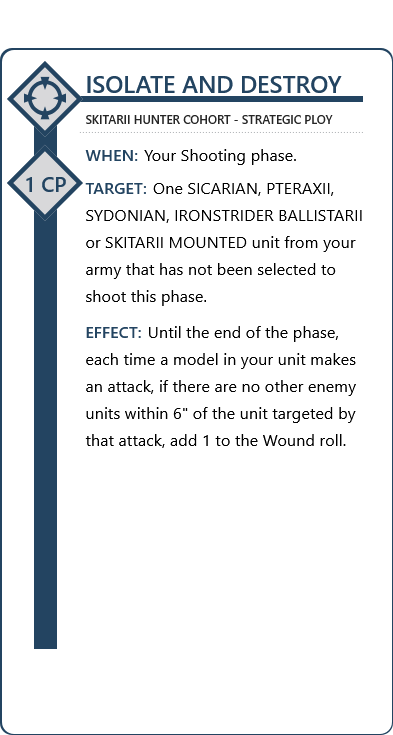 ISOLATE AND DESTROY
SKITARII HUNTER COHORT - STRATEGIC PLOY
1 CP
WHEN: Your Shooting phase.
TARGET: One SICARIAN, PTERAXII,
SYDONIAN, IRONSTRIDER BALLISTARII
or SKITARII MOUNTED unit from your
army that has not been selected to
shoot this phase.
EFFECT: Until the end of the phase,
each time a model in your unit makes
an attack, if there are no other enemy
units within 6" of the unit targeted by
that attack, add 1 to the Wound roll.